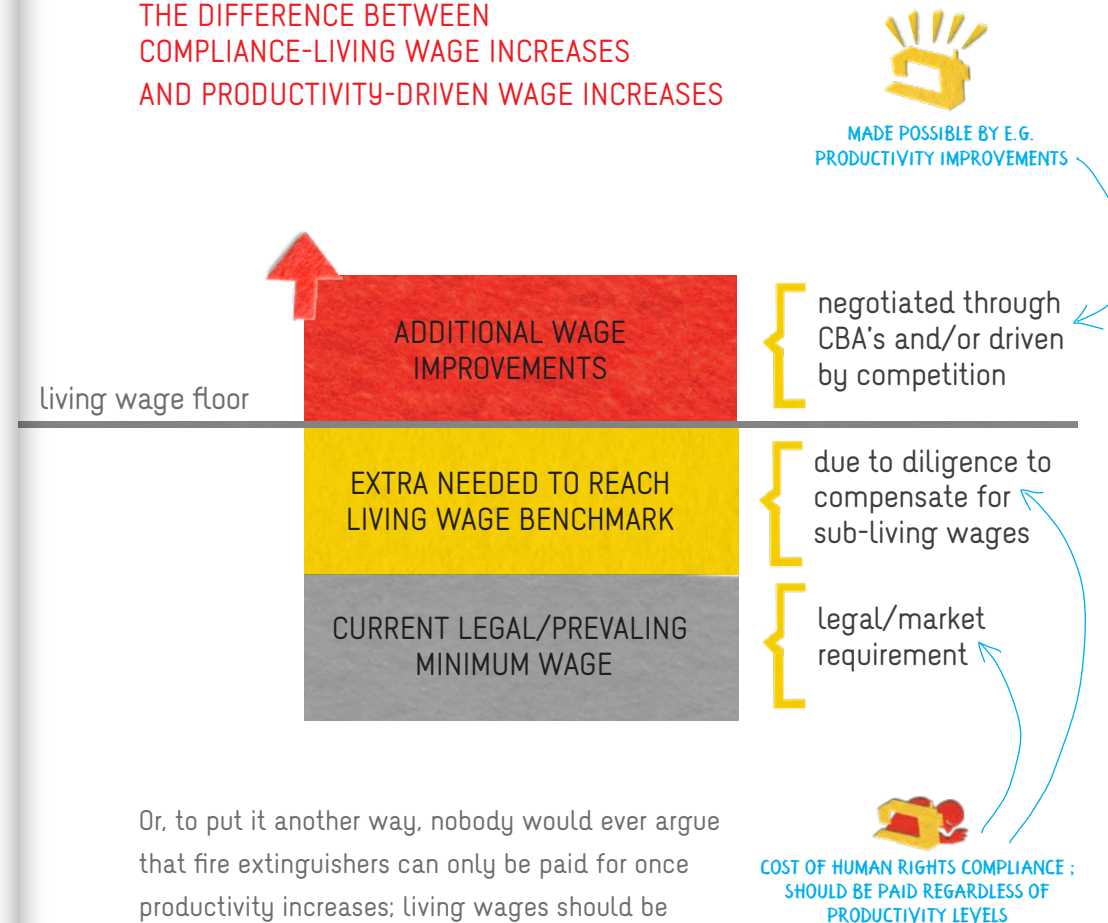 THE DIFFERENCE BETWEEN
COMPLIANCE-LIVING WAGE INCREASES
AND PRODUCTIVITY-DRIVEN WAGE INCREASES
MADE POSSIBLE BY E.G.
PRODUCTIVITY IMPROVEMENTS
ADDITIONAL WAGE
IMPROVEMENTS
negotiated through
CBA's and/or driven
by competition
living wage floor
EXTRA NEEDED TO REACH
LIVING WAGE BENCHMARK
due to diligence to
compensate for
sub-living wages
CURRENT LEGAL/PREVALING
MINIMUM WAGE
legal/market
requirement
Or, to put it another way, nobody would ever argue
that fire extinguishers can only be paid for once
productivity increases; living wages should be
COST OF HUMAN RIGHTS COMPLIANCE ;
SHOULD BE PAID REGARDLESS OF
PRODUCTIVITY LEVELS